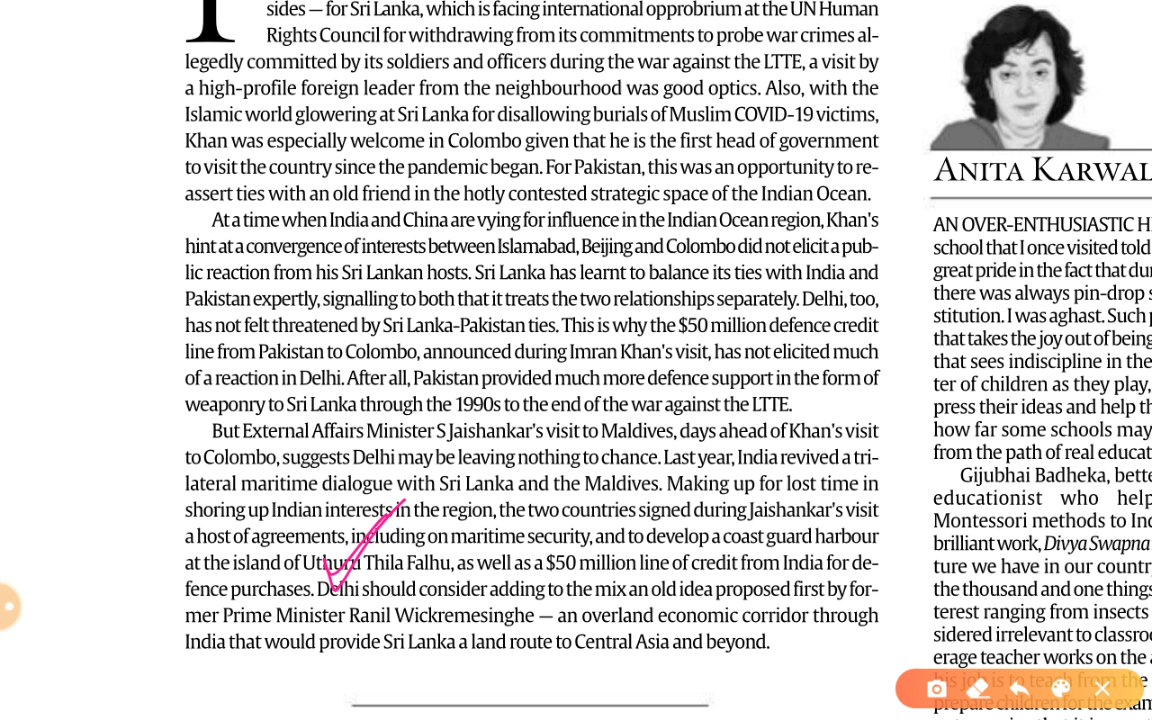 sides — for Sri Lanka, which is facing international opprobrium at the UN Human
Rights Council for withdrawing from its commitments to probe war crimes al-
legedly committed by its soldiers and officers during the war against the LTTE, a visit by
a high-profile foreign leader from the neighbourhood was good optics. Also, with the
Islamic world glowering at Sri Lanka for disallowing burials of Muslim COVID-19 victims,
Khan was especially welcome in Colombo given that he is the first head of government
to visit the country since the pandemic began. For Pakistan, this was an opportunity to re-
assert ties with an old friend in the hotly contested strategic space of the Indian Ocean.
At a time when India and China are vying for influence in the Indian Ocean region, Khan's
hint at a convergence of interests between Islamabad, Beijing and Colombo did not elicit a pub-
lic reaction from his Sri Lankan hosts. Sri Lanka has learnt to balance its ties with India and
Pakistan expertly, signalling to both that it treats the two relationships separately. Delhi, too,
has not felt threatened by Sri Lanka-Pakistan ties. This is why the $50 million defence credit
line from Pakistan to Colombo, announced during Imran Khan's visit, has not elicited much
of a reaction in Delhi. After all, Pakistan provided much more defence support in the form of
weaponry to Sri Lanka through the 1990s to the end of the war against the LTTE.
But External Affairs Minister S Jaishankar's visit to Maldives, days ahead of Khan's visit
to Colombo, suggests Delhi may be leaving nothing to chance. Last year, India revived a tri-
lateral maritime dialogue with Sri Lanka and the Maldives. Making up for lost time in
shoring up Indian interests in the region, the two countries signed during Jaishankar's visit
a host of agreements, including on maritime security, and to develop a coast guard harbour
at the island of Uthuru Thila Falhu, as well as a $50 million line of credit from India for de-
fence purchases. Delhi should consider adding to the mix an old idea proposed first by for-
mer Prime Minister Ranil Wickremesinghe — an overland economic corridor through
India that would provide Sri Lanka a land route to Central Asia and beyond.
ANITA KARWAL
AN OVER-ENTHUSIASTIC H
school that I once visited told
great pride in the fact that du
there was always pin-drop s
stitution. I was aghast. Such p
that takes the joy out of being
that sees indiscipline in the
ter of children as they play,
press their ideas and help th
how far some schools may
from the path of real educat
Gijubhai Badheka, bette
educationist who help
Montessori methods to Ind
brilliant work, Divya Swapna
ture we have in our country
the thousand and one things
terest ranging from insects
sidered irrelevant to classroo
erage teacher works on the a
his job is to teach from the
prepare children for the exam